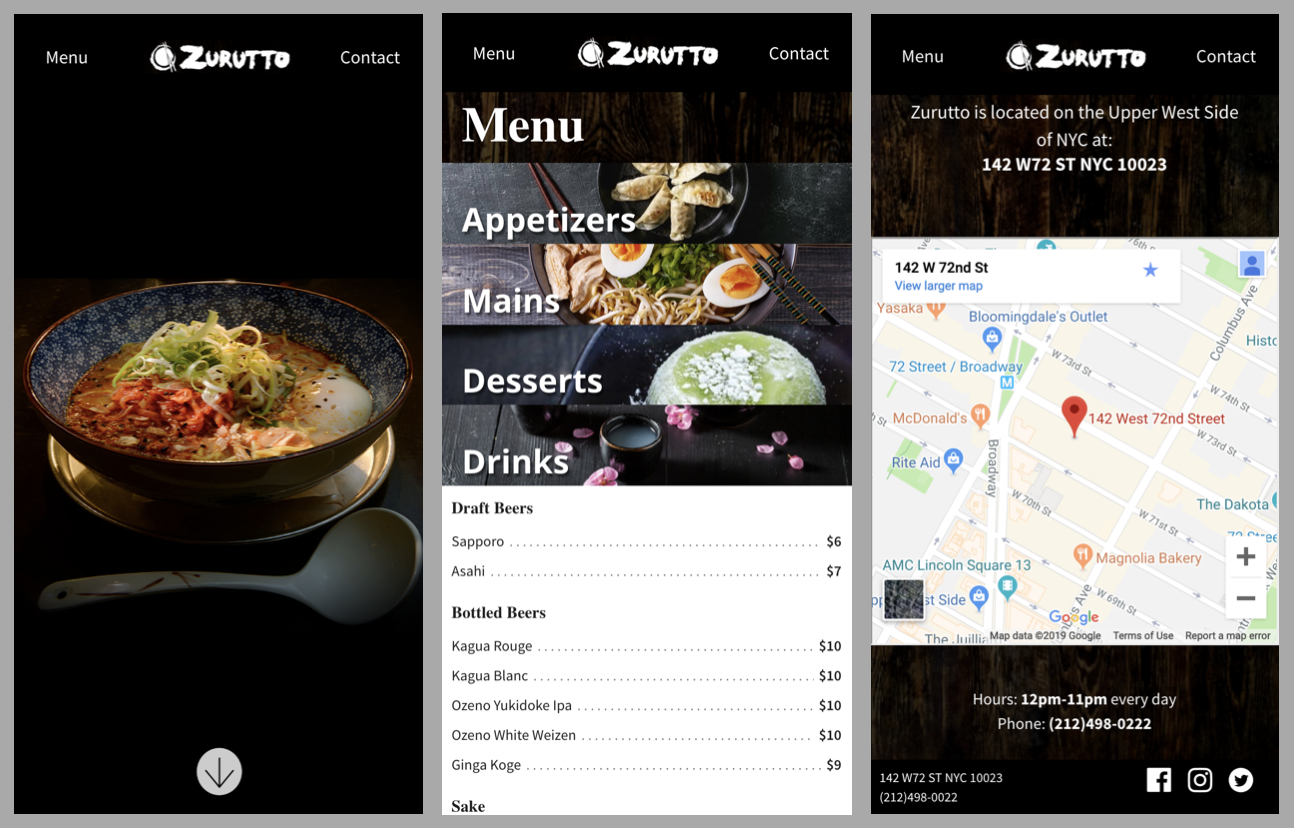 Menu
ZURUTTO
Contact
Menu
ZURUTTO
Contact
Menu
Appetizers
Mains
Desserts
Drinks
Draft Beers
Sapporo $6
Asahi $7
Bottled Beers
Kagua Rouge $10
Kagua Blanc $10
Ozeno Yukidoke Ipa $10
Ozeno White Weizen $10
Ginga Koge $9
Sake
Menu
ZURUTTO
Contact
Zurutto is located on the Upper West Side
of NYC at:
142 W72 ST NYC 10023
142 W 72nd St
View larger map
76th St
Columbus Ave
Yasaka
Bloomingdale's Outlet
Histo
72 Street / Broadway
M
W 73rd St
W 74th St
McDonald's
142 West 72nd Street
W 73rd St
Rite Aid
Broadway
W 70th St
The Dakota
W 71st St
72 Stree
Magnolia Bakery
AMC Lincoln Square 13
W 69th St
st Side
Google
The Juillia
Map data ©2019 Google
Terms of Use
Report a map error
Hours: 12pm-11pm every day
Phone: (212)498-0222
142 W72 ST NYC 10023
(212)498-0022